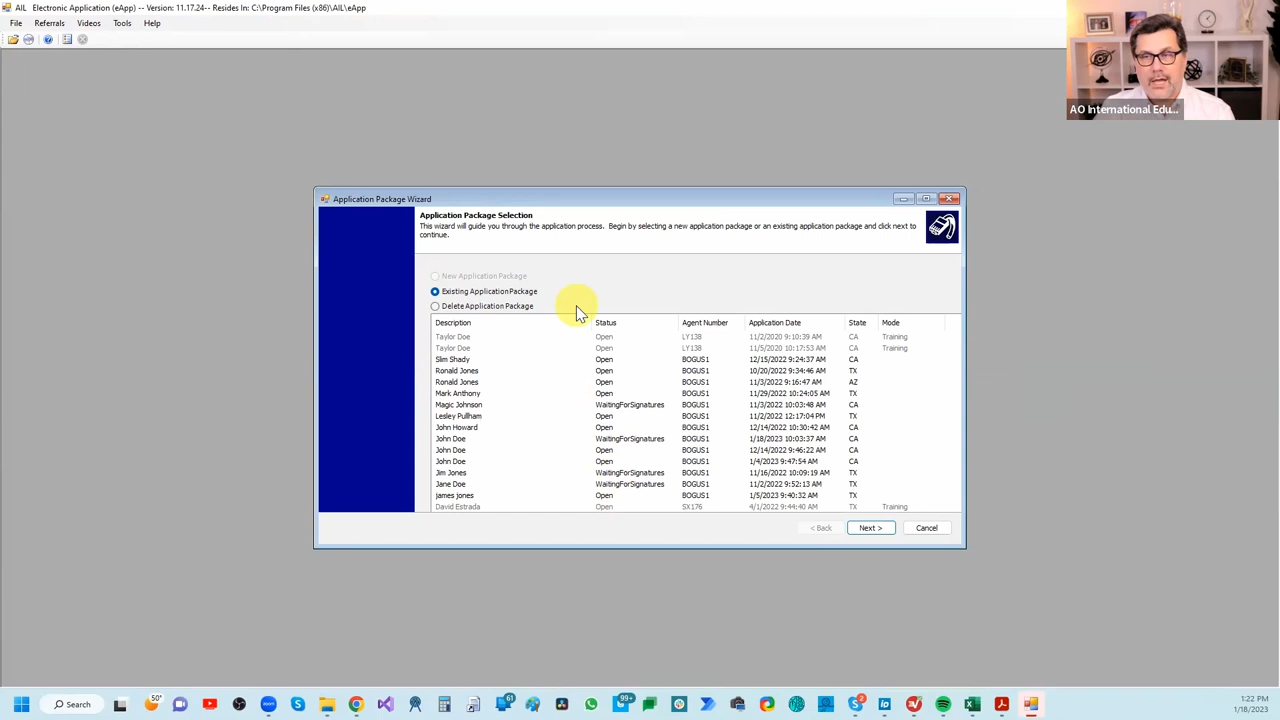 AIL Electronic Application (eApp) -- Version: 11.17.24-- Resides In: C:\Program Files (x86)\AIL\eApp
File Referrals Videos Tools Help
AO International Edu...
Application Package Wizard
Application Package Selection
This wizard will guide you through the application process. Begin by selecting a new application package or an existing application package and click next to
continue.
New Application Package
Existing Application Package
Delete Application Package
Description Status Agent Number Application Date State Mode
Taylor Doe Open LY138 11/2/2020 9:10:39 AM CA Training
Taylor Doe Open LY138 11/5/2020 10:17:53 AM CA Training
Slim Shady Open BOGUS1 12/15/2022 9:24:37 AM CA
Ronald Jones Open BOGUS1 10/20/2022 9:34:46 AM TX
Ronald Jones Open BOGUS1 11/3/2022 9:16:47 AM AZ
Mark Anthony Open BOGUS1 11/29/2022 10:24:05 AM TX
Magic Johnson WaitingForSignatures BOGUS1 11/3/2022 10:03:48 AM CA
Lesley Pullham Open BOGUS1 11/2/2022 12:17:04 PM CA
John Howard Open BOGUS1 12/14/2022 10:30:42 AM CA
John Doe WaitingForSignatures BOGUS1 1/18/2023 10:03:37 AM CA
John Doe Open BOGUS1 12/14/2022 9:46:22 AM CA
John Doe Open BOGUS1 1/4/2023 9:47:54 AM CA
Jim Jones WaitingForSignatures BOGUS1 11/16/2022 10:09:19 AM TX
Jane Doe WaitingForSignatures BOGUS1 11/2/2022 9:52:13 AM TX
james jones Open BOGUS1 1/5/2023 9:40:32 AM TX
David Estrada Open SX176 4/1/2022 9:44:40 AM TX Training
< Back Next > Cancel
Search 50° 61 99+ 2
1:22 PM
1/18/2023